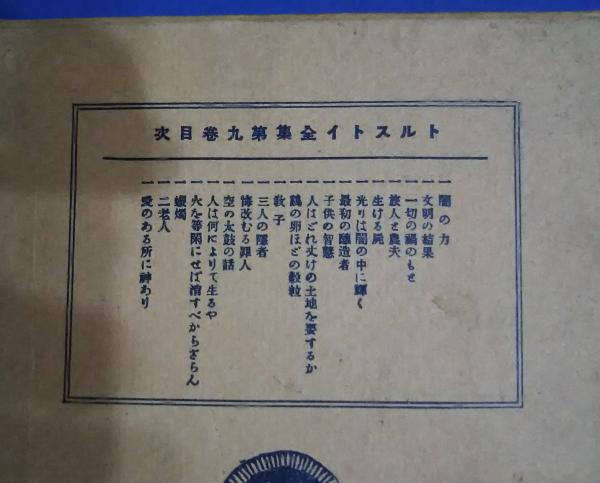 トルストイ全集第九卷目次
一 闇の力
一 文明の結果
一 一切の禍のもと
一 旅人と農夫
一 生ける屍
一 光りは闇の中に輝く
一 最初の釀造者
一 子供の智慧
一 人はどれ丈けの土地を要するか
一 鷄の卵ほどの穀粒
一 敎子
一 三人の隱者
一 悔改むる罪人
一 空の太鼓の話
一 人は何によりて生るや
一 火を等閑にせば消すべからざらん
一 蠟燭
一 二老人
一 愛のある所に神あり